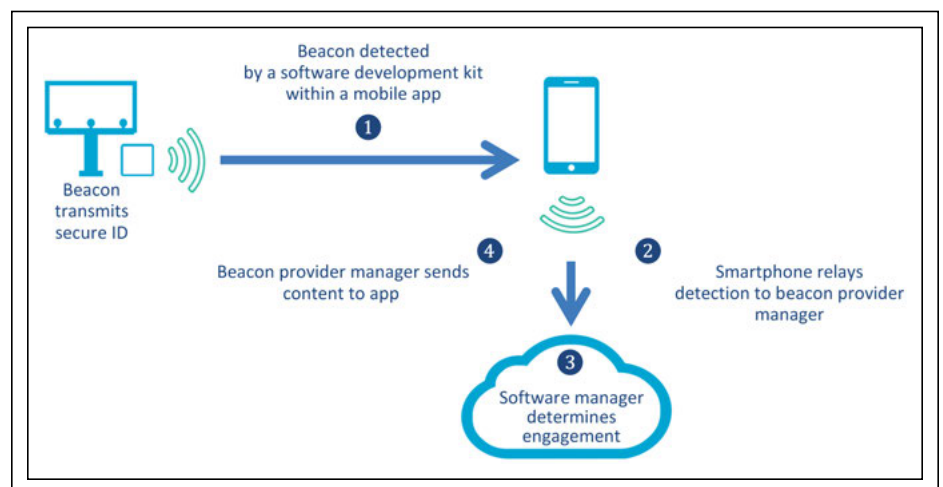 Beacon detected
by a software development kit
within a mobile app
1
Beacon
transmits
secure ID
4
Beacon provider manager sends
content to app
2
Smartphone relays
detection to beacon provider
manager
3
Software manager
determines
engagement